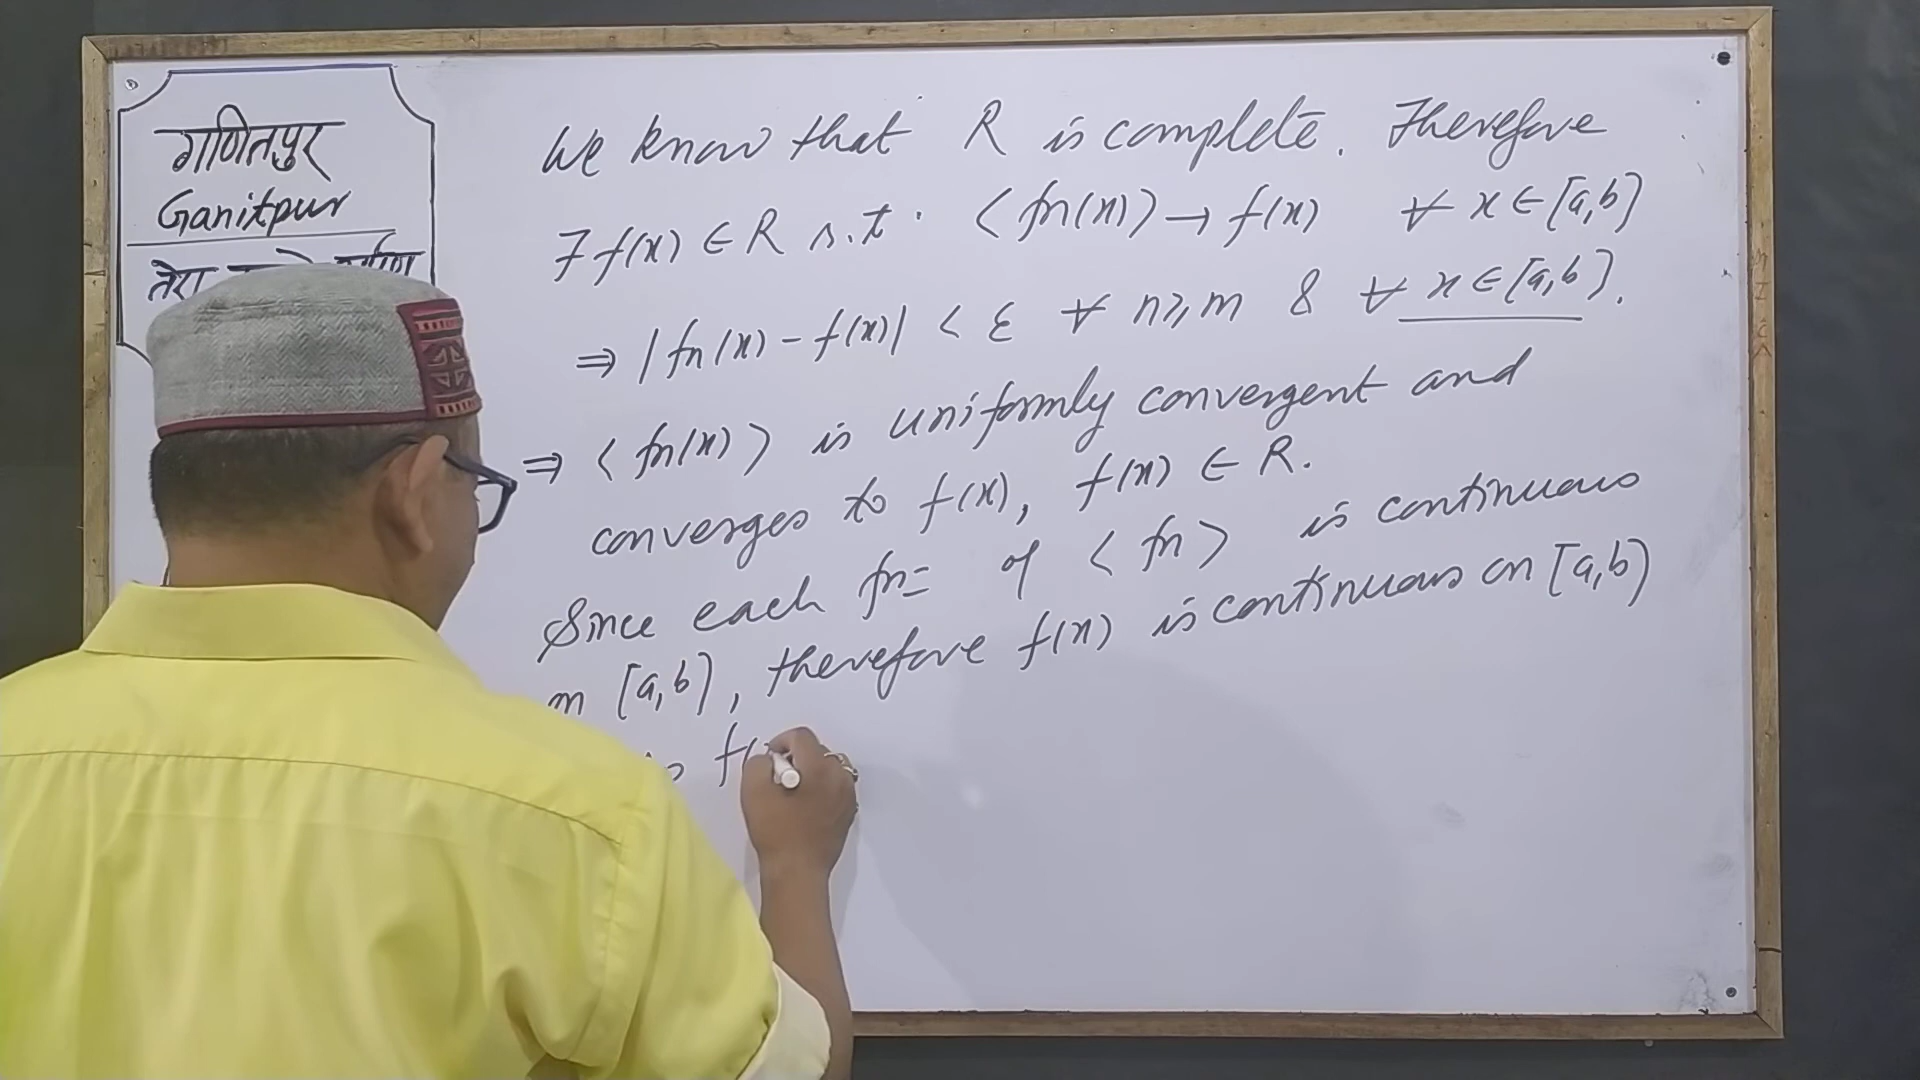 गणितपुर
Ganitpur
तेरा
We know that R is complete. Therefore
∃ f(x) ∈ R s.t. <fn(x)> → f(x) ∀ x ∈ [a,b]
⇒ |fn(x) - f(x)| < ε ∀ n ≥ m & ∀ x ∈ [a,b].
⇒ <fn(x)> is uniformly convergent and
converges to f(x), f(x) ∈ R.
Since each fn= of <fn> is continuous
on [a,b], therefore f(x) is continuous on [a,b]
f(